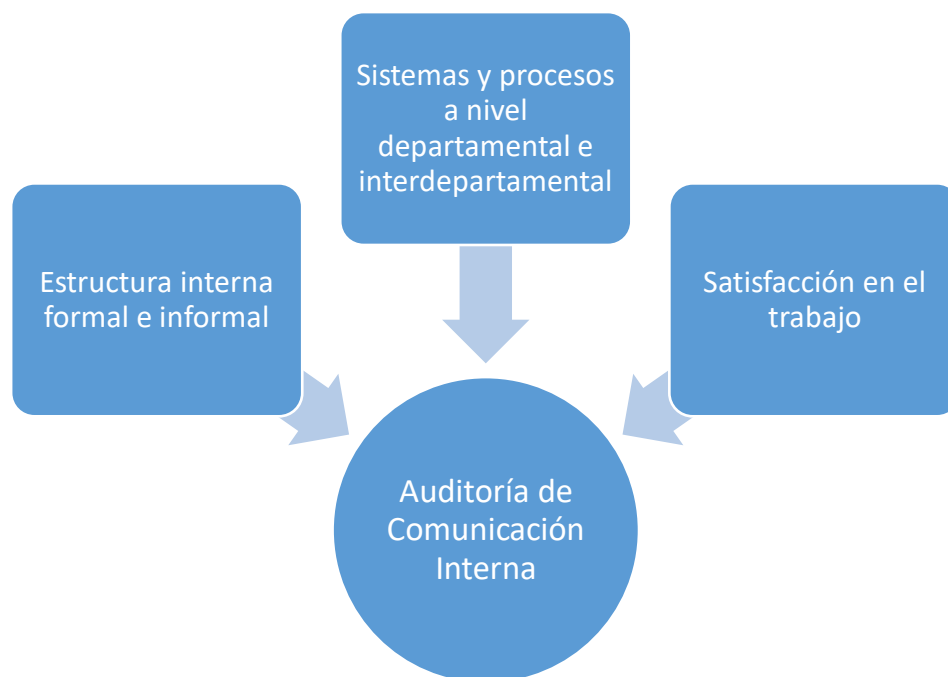 Sistemas y procesos
a nivel
departamental e
interdepartamental
Estructura interna
formal e informal
Satisfacción en el
trabajo
Auditoría de
Comunicación
Interna